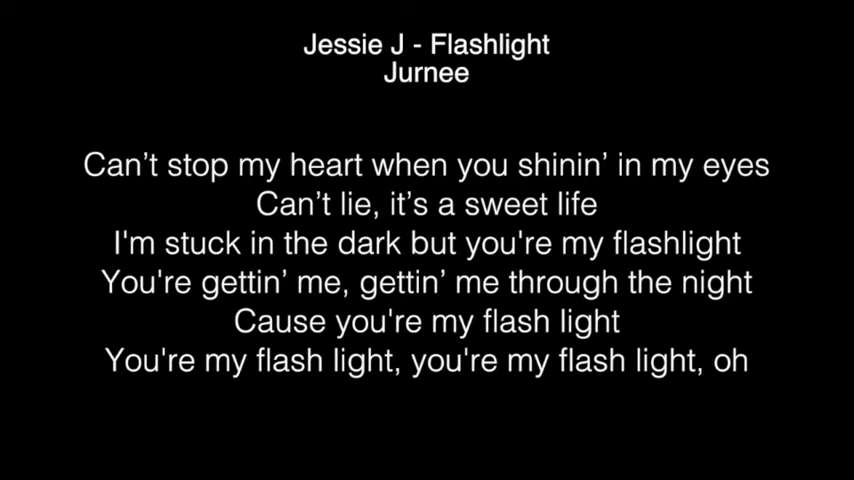 Jessie J - Flashlight
Jurnee
Can’t stop my heart when you shinin’ in my eyes
Can’t lie, it’s a sweet life
I'm stuck in the dark but you're my flashlight
You're gettin’ me, gettin’ me through the night
Cause you're my flash light
You're my flash light, you're my flash light, oh